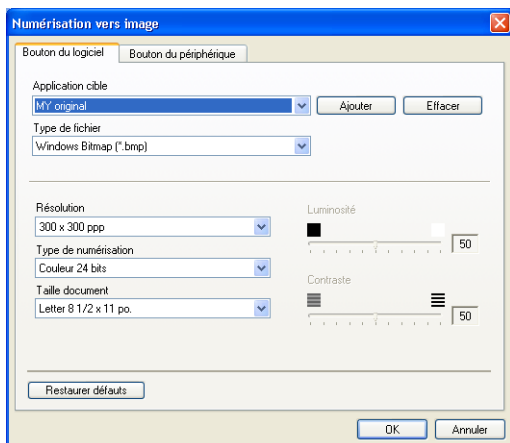 Numérisation vers image
Bouton du logiciel
Bouton du périphérique
Application cible
MY original
Ajouter
Effacer
Type de fichier
Windows Bitmap (*.bmp)
Résolution
300 x 300 ppp
Luminosité
50
Type de numérisation
Couleur 24 bits
Contraste
50
Taille document
Letter 8 1/2 x 11 po.
Restaurer défauts
OK
Annuler